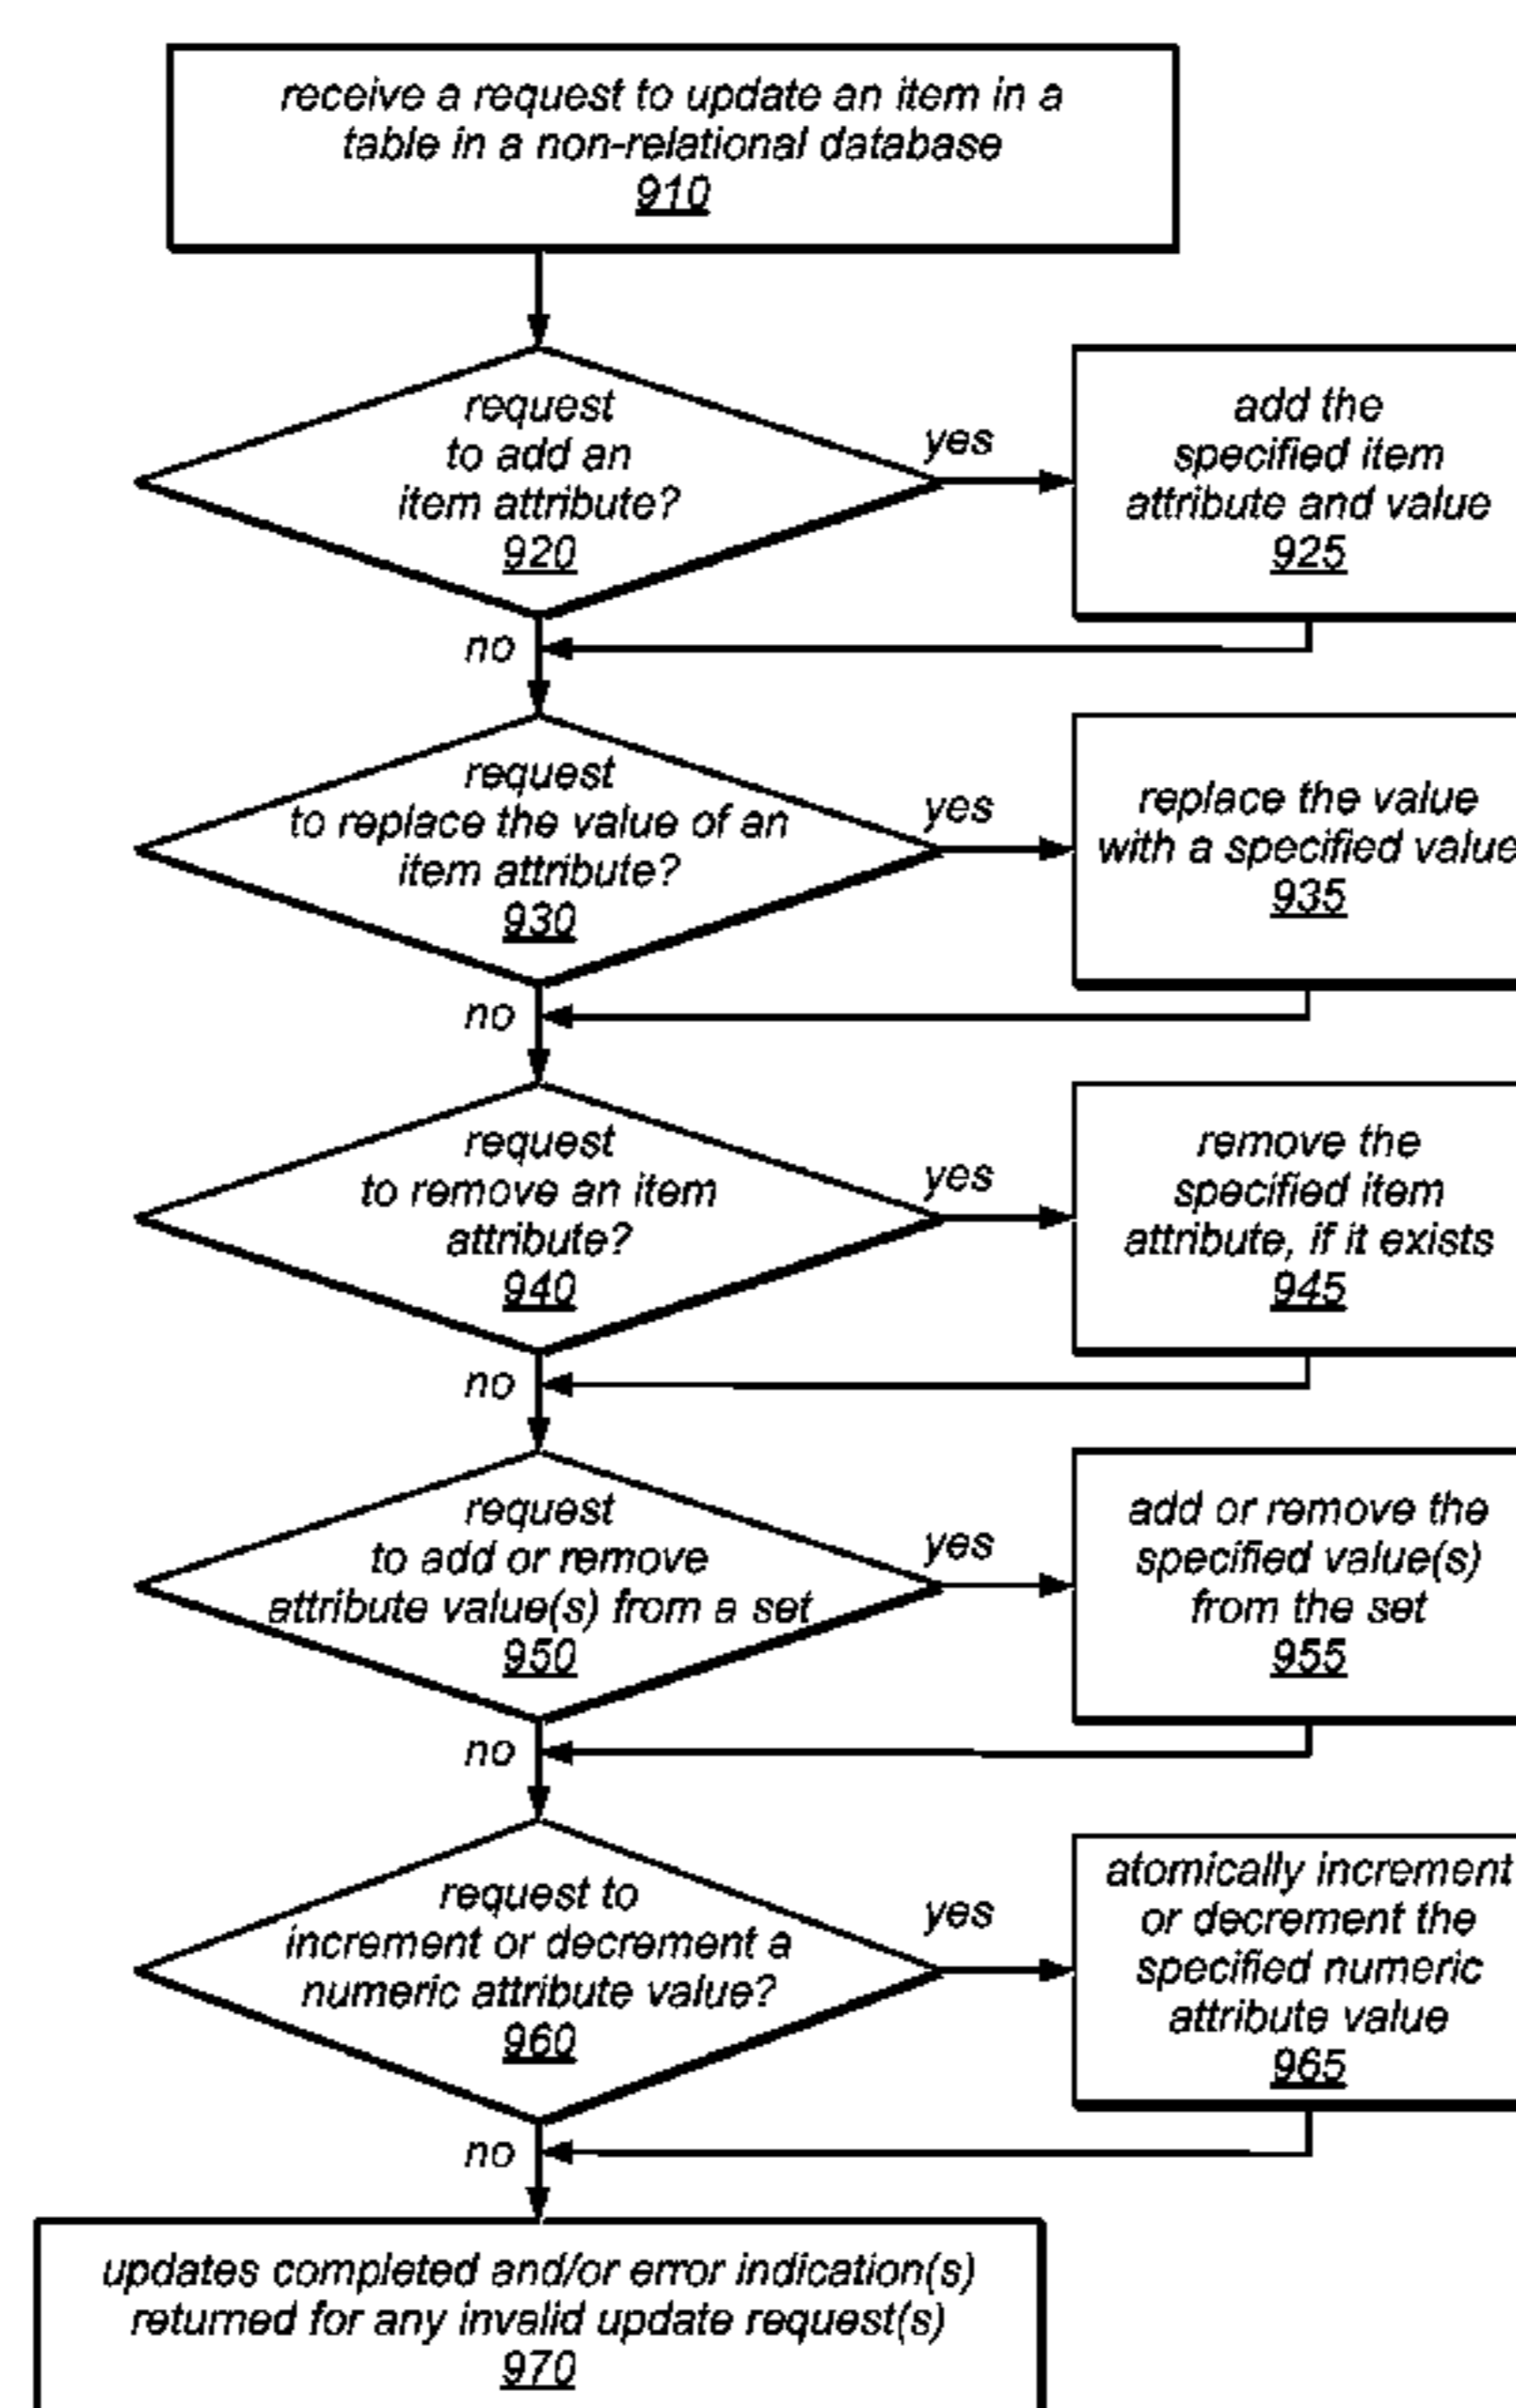 receive a request to update an item in a
table in a non-relational database
910
request
to add an
item attribute?
920
yes
add the
specified item
attribute and value
925
no
request
to replace the value of an
item attribute?
930
yes
replace the value
with a specified value
935
no
request
to remove an item
attribute?
940
yes
remove the
specified item
attribute, if it exists
945
no
request
to add or remove
attribute value(s) from a set
950
yes
add or remove the
specified value(s)
from the set
955
no
request to
increment or decrement a
numeric attribute value?
960
yes
atomically increment
or decrement the
specified numeric
attribute value
965
no
updates completed and/or error indication(s)
returned for any invalid update request(s)
970